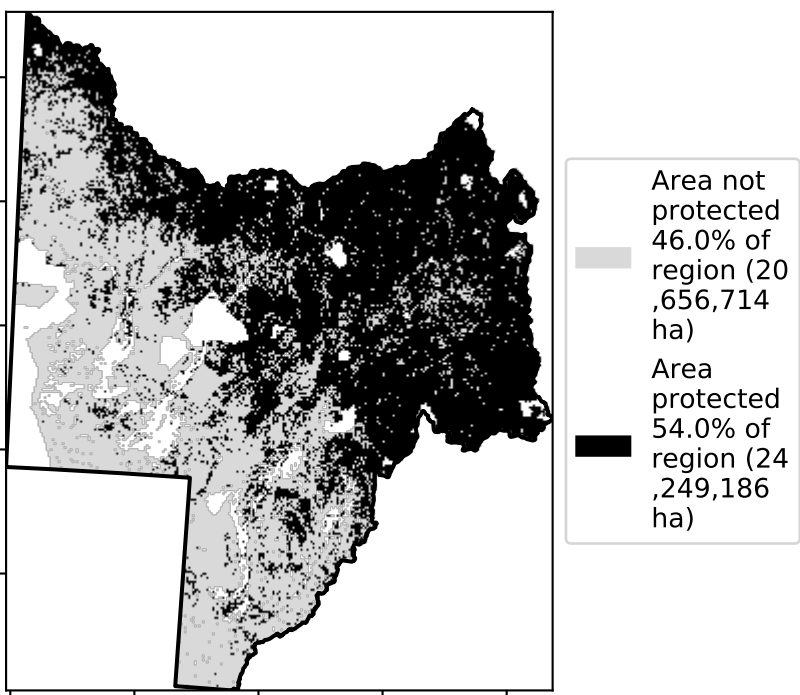 Area not
protected
46.0% of
region (20
,656,714
ha)
Area
protected
54.0% of
region (24
,249,186
ha)